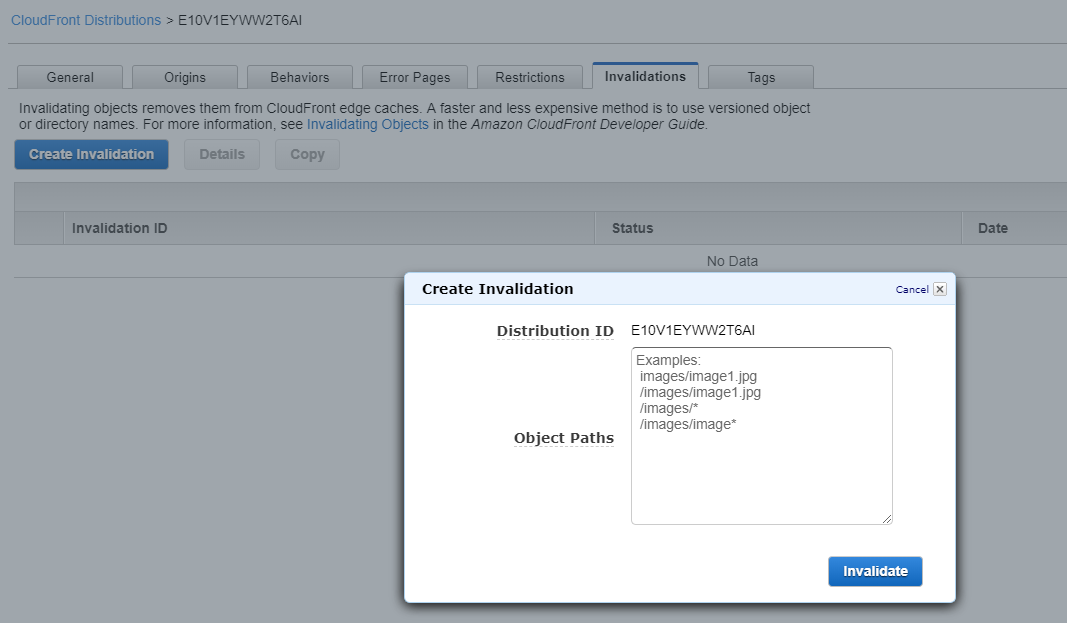 CloudFront Distributions > E10V1EYWW2T6AI
General Origins Behaviors Error Pages Restrictions Invalidations Tags
Invalidating objects removes them from CloudFront edge caches. A faster and less expensive method is to use versioned object
or directory names. For more information, see Invalidating Objects in the Amazon CloudFront Developer Guide.
Create Invalidation Details Copy
Invalidation ID Status Date
No Data
Create Invalidation Cancel
Distribution ID E10V1EYWW2T6AI
Object Paths
Examples:
images/image1.jpg
/images/image1.jpg
/images/*
/images/image*
Invalidate